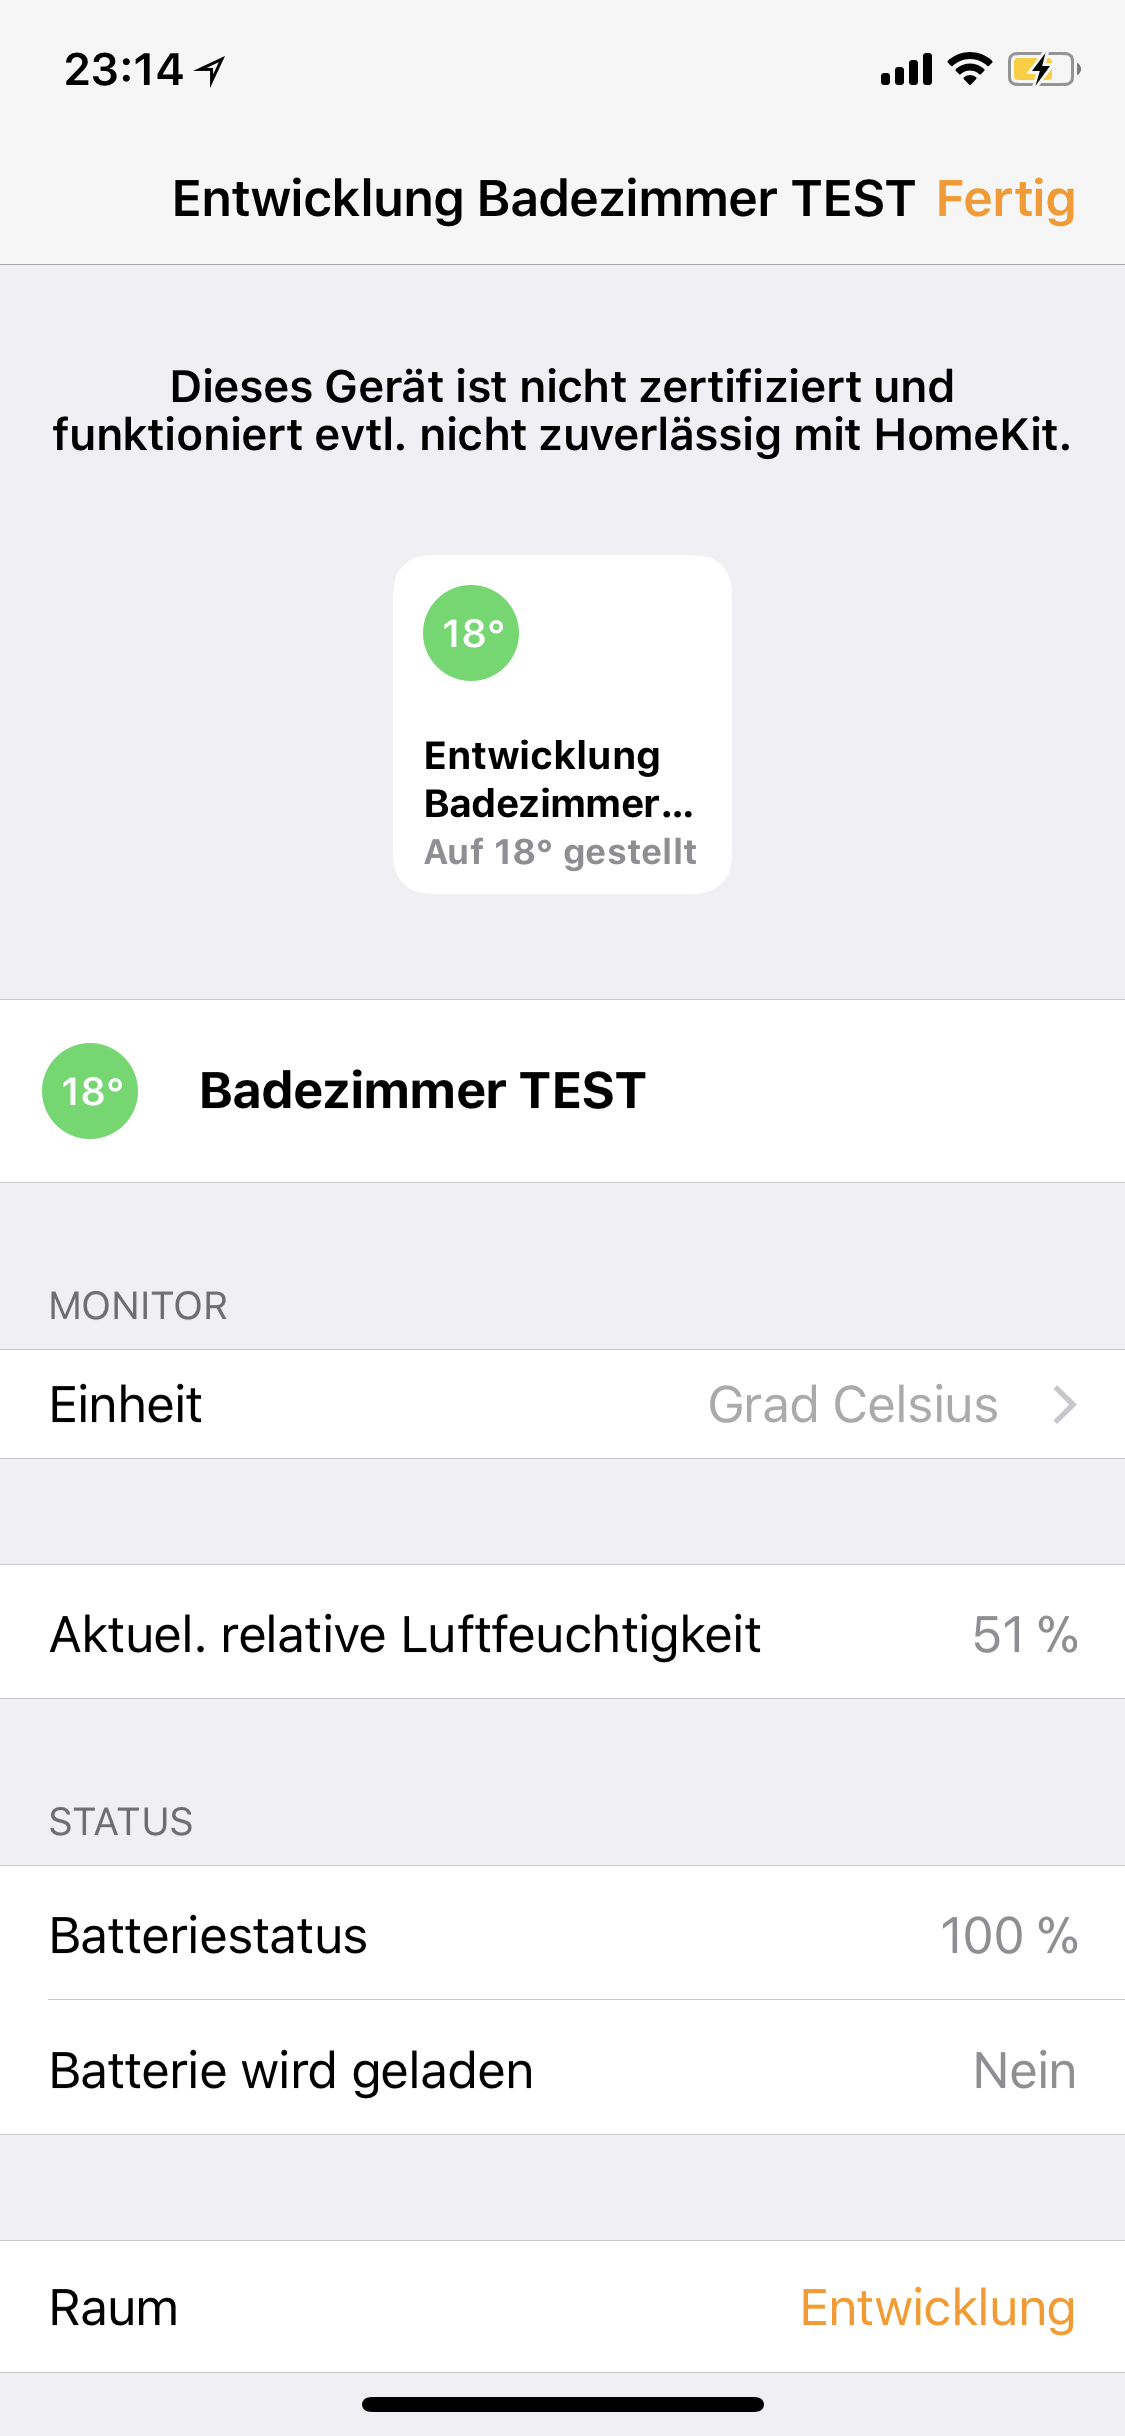 23:14
Entwicklung Badezimmer TEST Fertig
Dieses Gerät ist nicht zertifiziert und
funktioniert evtl. nicht zuverlässig mit HomeKit.
18°
Entwicklung
Badezimmer...
Auf 18° gestellt
18° Badezimmer TEST
MONITOR
Einheit Grad Celsius
Aktuel. relative Luftfeuchtigkeit 51 %
STATUS
Batteriestatus 100 %
Batterie wird geladen Nein
Raum Entwicklung